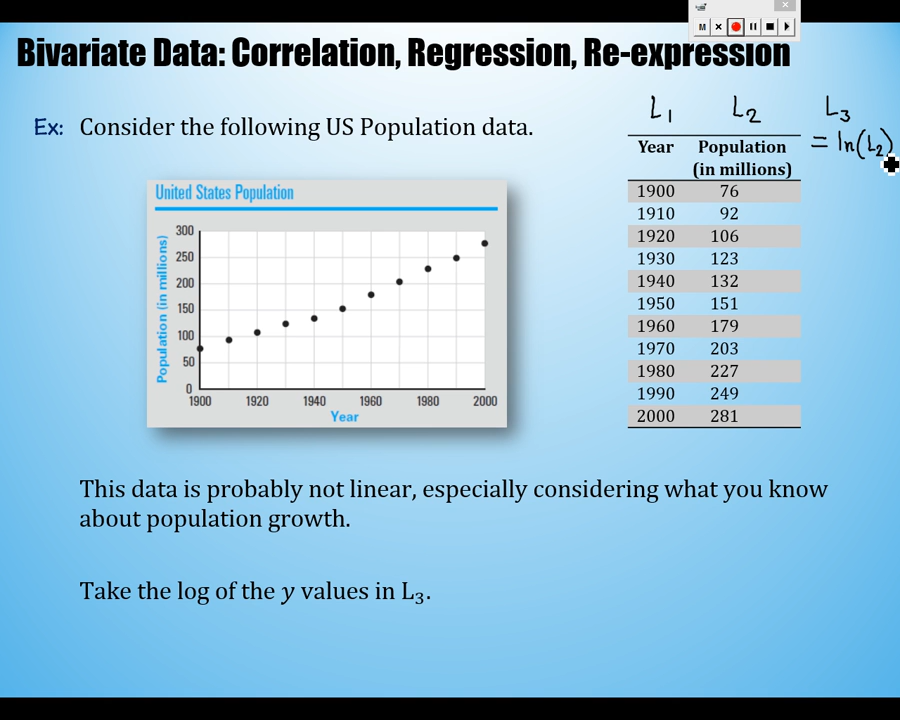 M
Bivariate Data: Correlation, Regression, Re-expression
Ex: Consider the following US Population data.
L1 L2 L3
= ln(L2)
Year Population
(in millions)
1900 76
1910 92
1920 106
1930 123
1940 132
1950 151
1960 179
1970 203
1980 227
1990 249
2000 281
United States Population
Population (in millions)
300
250
200
150
100
50
0
1900 1920 1940 1960 1980 2000
Year
This data is probably not linear, especially considering what you know
about population growth.
Take the log of the y values in L3.